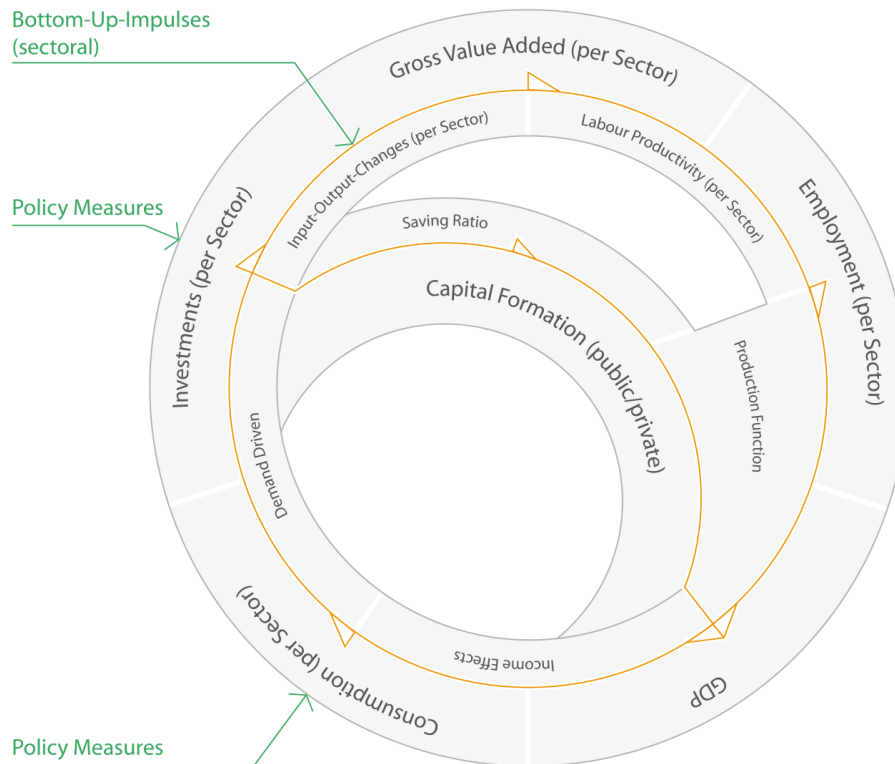 Bottom-Up-Impulses
(sectoral)
Gross Value Added (per Sector)
Input-Output-Changes (per Sector)
Labour Productivity (per Sector)
Policy Measures
Investments (per Sector)
Saving Ratio
Capital Formation (public/private)
Employment (per Sector)
Production Function
Demand Driven
Consumption (per Sector)
Income Effects
GDP
Policy Measures